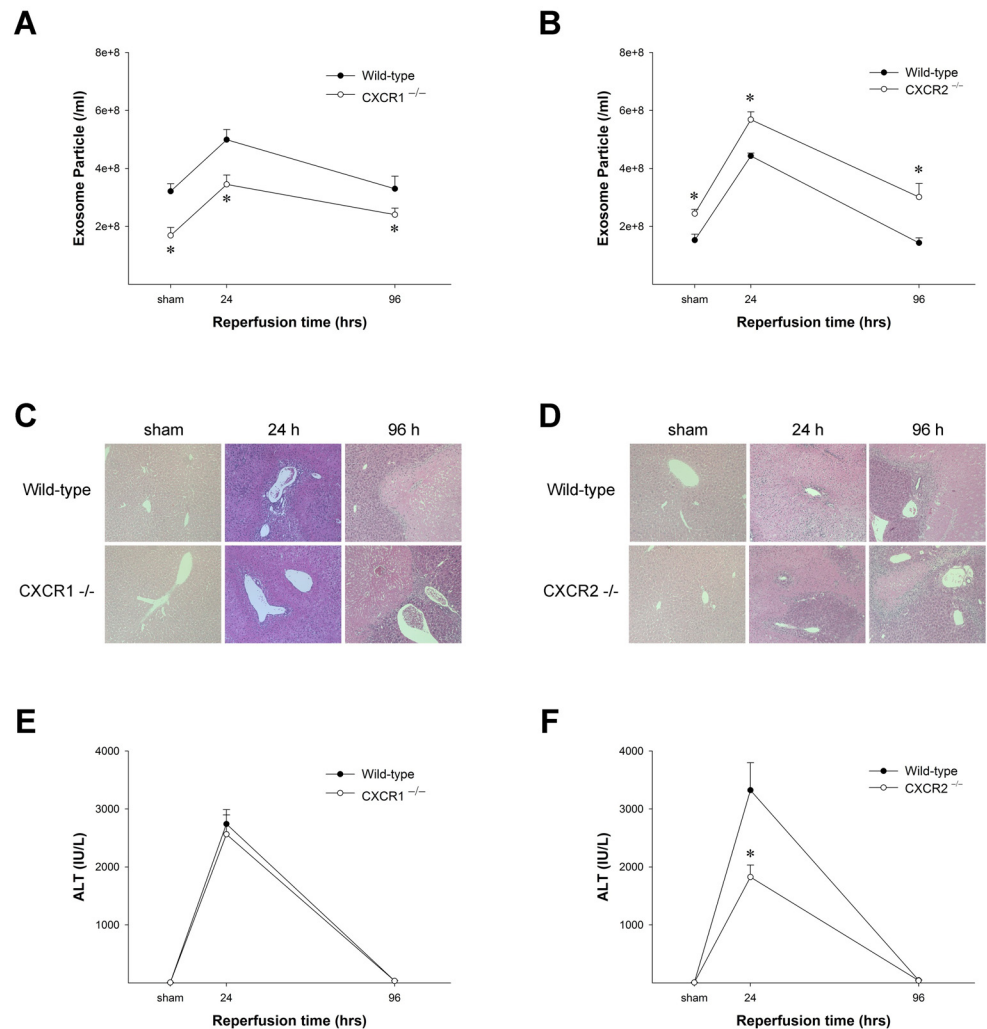 A
8e+8
6e+8
4e+8
2e+8
Exosome Particle (/ml)
Wild-type
CXCR1 −/−
*
*
*
sham 24 96
Reperfusion time (hrs)
B
8e+8
6e+8
4e+8
2e+8
Exosome Particle (/ml)
Wild-type
CXCR2 −/−
*
*
*
sham 24 96
Reperfusion time (hrs)
C
sham 24 h 96 h
Wild-type
CXCR1 -/-
D
sham 24 h 96 h
Wild-type
CXCR2 -/-
E
4000
3000
2000
1000
ALT (IU/L)
Wild-type
CXCR1 −/−
sham 24 96
Reperfusion time (hrs)
F
4000
3000
2000
1000
ALT (IU/L)
Wild-type
CXCR2 −/−
*
sham 24 96
Reperfusion time (hrs)